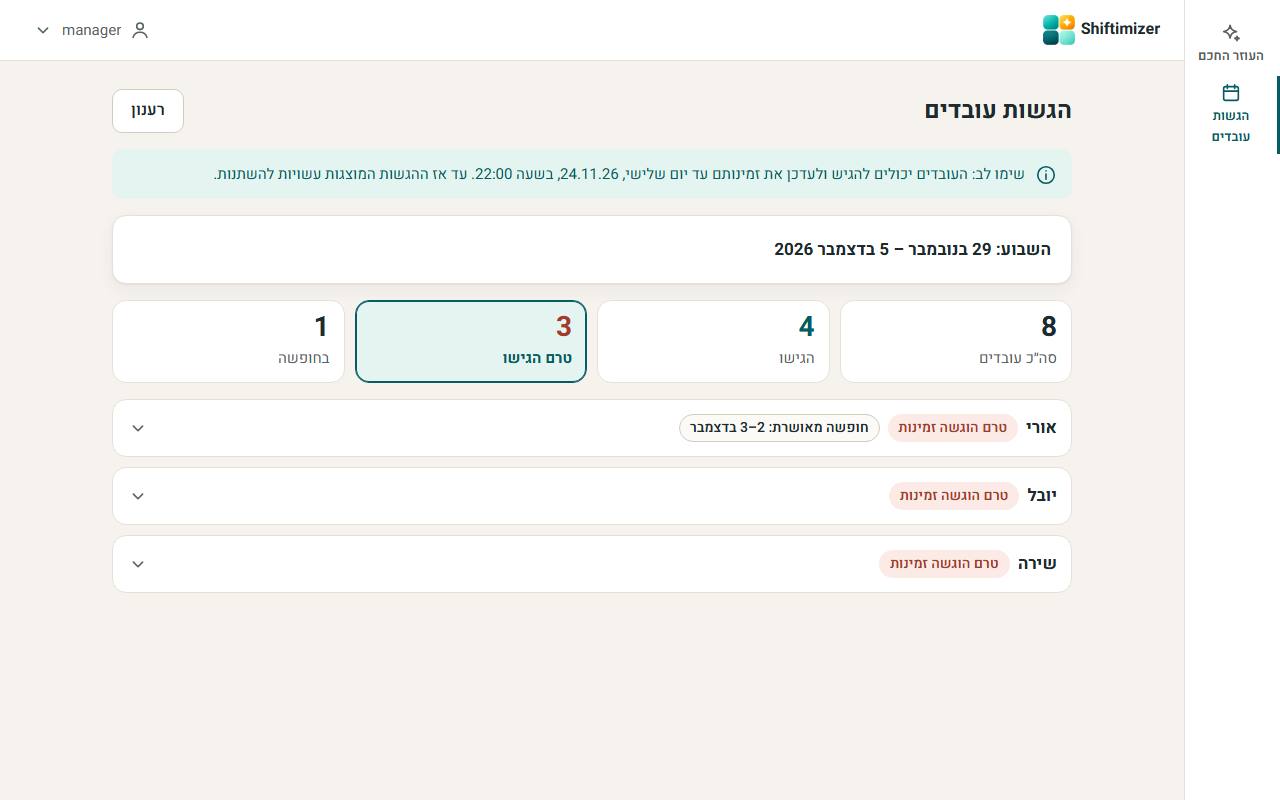 Shiftimizer
manager
העוזר החכם
הגשות
עובדים
הגשות עובדים
רענון
שימו לב: העובדים יכולים להגיש ולעדכן את זמינותם עד יום שלישי, 24.11.26, בשעה 22:00. עד אז ההגשות המוצגות עשויות להשתנות.
השבוע: 29 בנובמבר – 5 בדצמבר 2026
8
סה"כ עובדים
4
הגישו
3
טרם הגישו
1
בחופשה
אורי טרם הוגשה זמינות חופשה מאושרת: 2–3 בדצמבר
יובל טרם הוגשה זמינות
שירה טרם הוגשה זמינות